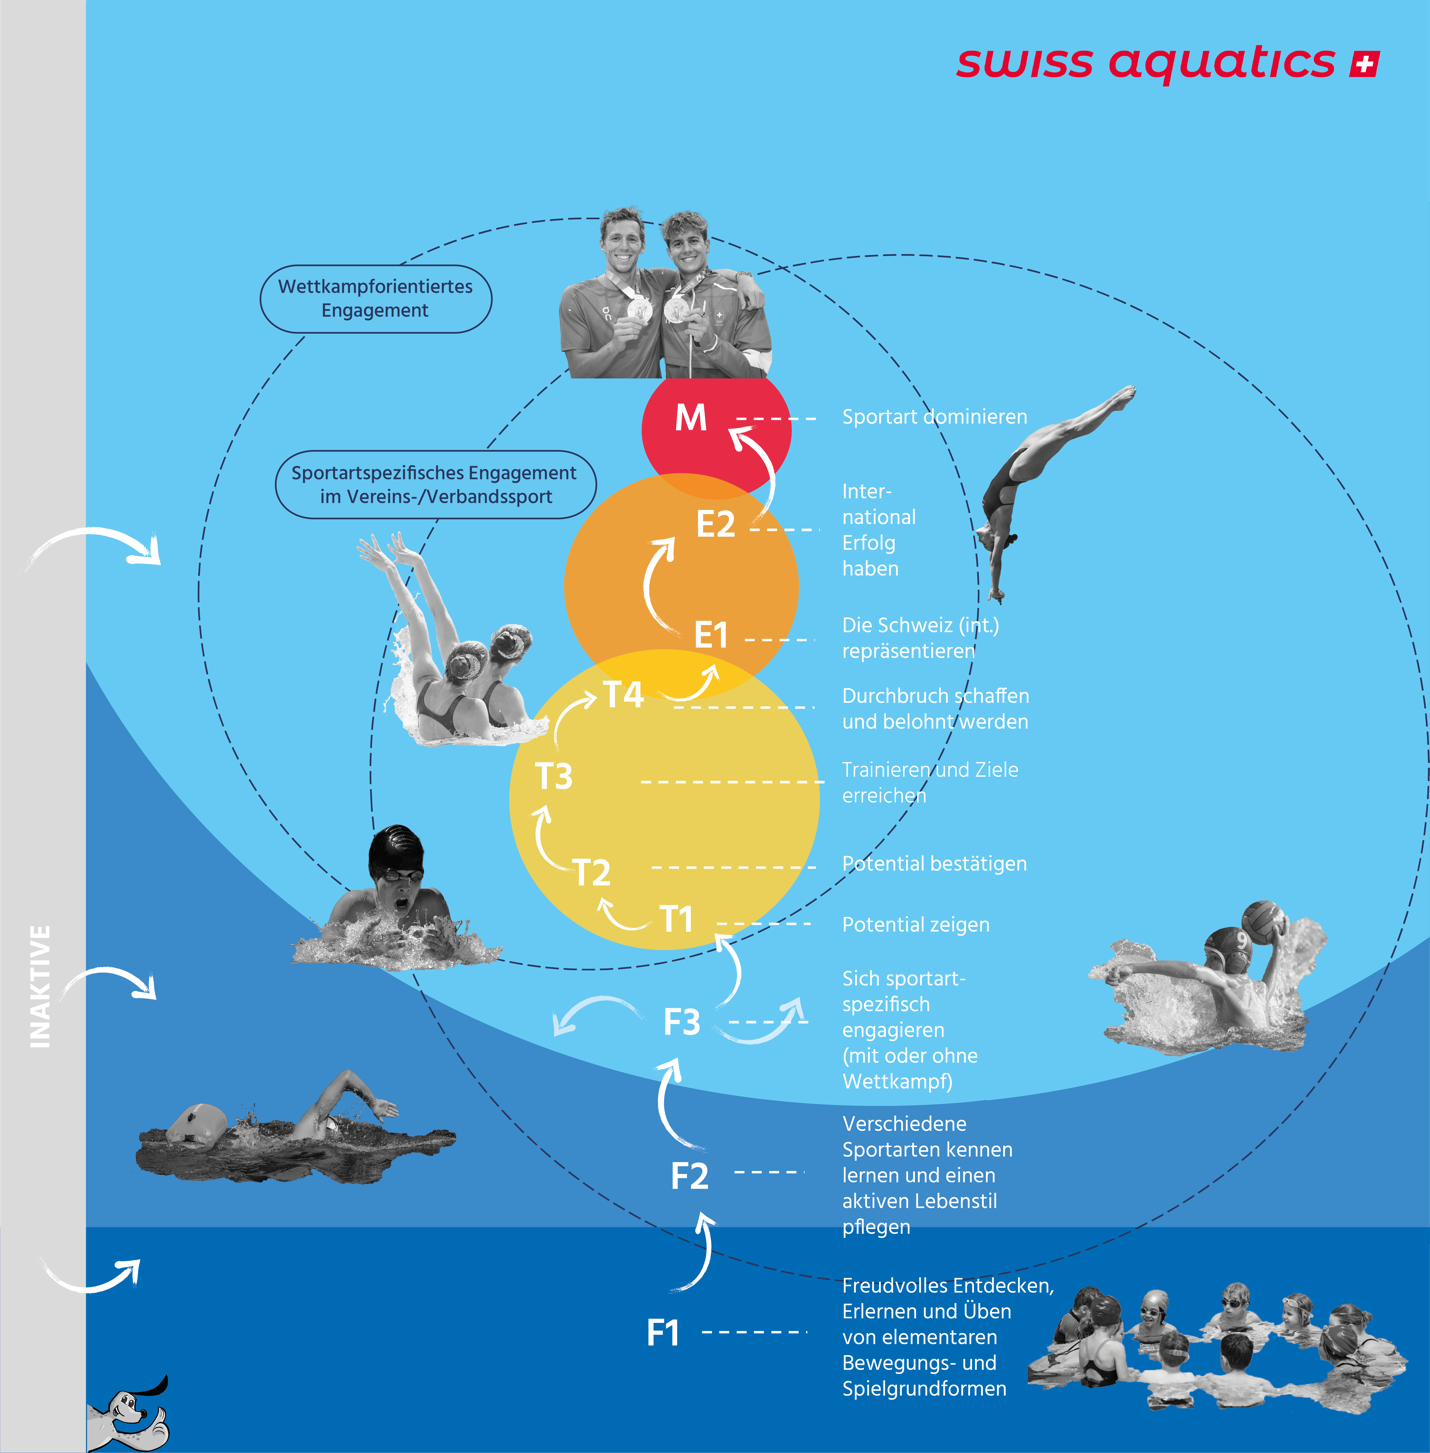 swiss aquatics
Wettkampforientiertes
Engagement
M
Sportart dominieren
Sportartspezifisches Engagement
im Vereins-/Verbandssport
E2
Inter-
national
Erfolg
haben
E1
Die Schweiz (int.)
repräsentieren
T4
Durchbruch schaffen
und belohnt werden
T3
Trainieren und Ziele
erreichen
T2
Potential bestätigen
T1
Potential zeigen
F3
Sich sportart-
spezifisch
engagieren
(mit oder ohne
Wettkampf)
INAKTIVE
F2
Verschiedene
Sportarten kennen
lernen und einen
aktiven Lebenstil
pflegen
F1
Freudvolles Entdecken,
Erlernen und Üben
von elementaren
Bewegungs- und
Spielgrundformen
9